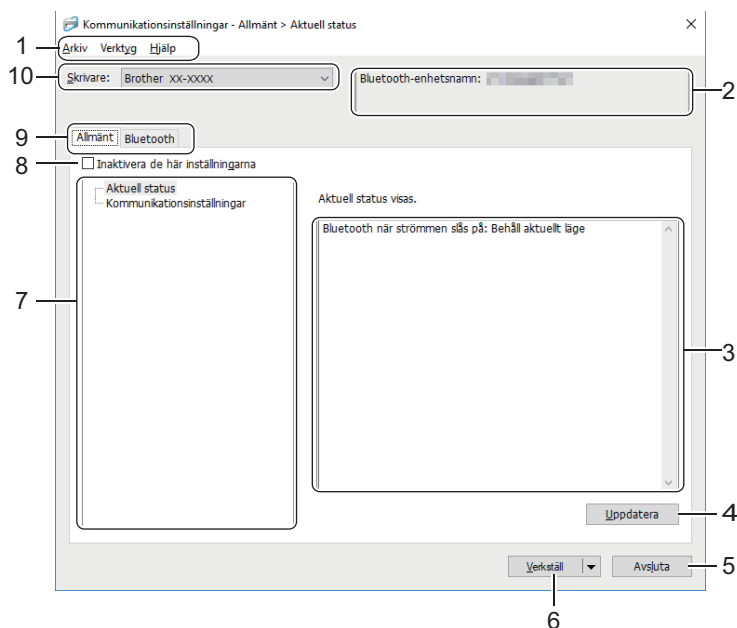 Kommunikationsinställningar - Allmänt > Aktuell status
1
Arkiv Verktyg Hjälp
10
Skrivare: Brother XX-XXXX
Bluetooth-enhetsnamn:
2
9
Allmänt Bluetooth
8
Inaktivera de här inställningarna
Aktuell status
Kommunikationsinställningar
Aktuell status visas.
Bluetooth när strömmen slås på: Behåll aktuellt läge
7
3
Uppdatera
4
Verkställ
Avsluta
5
6